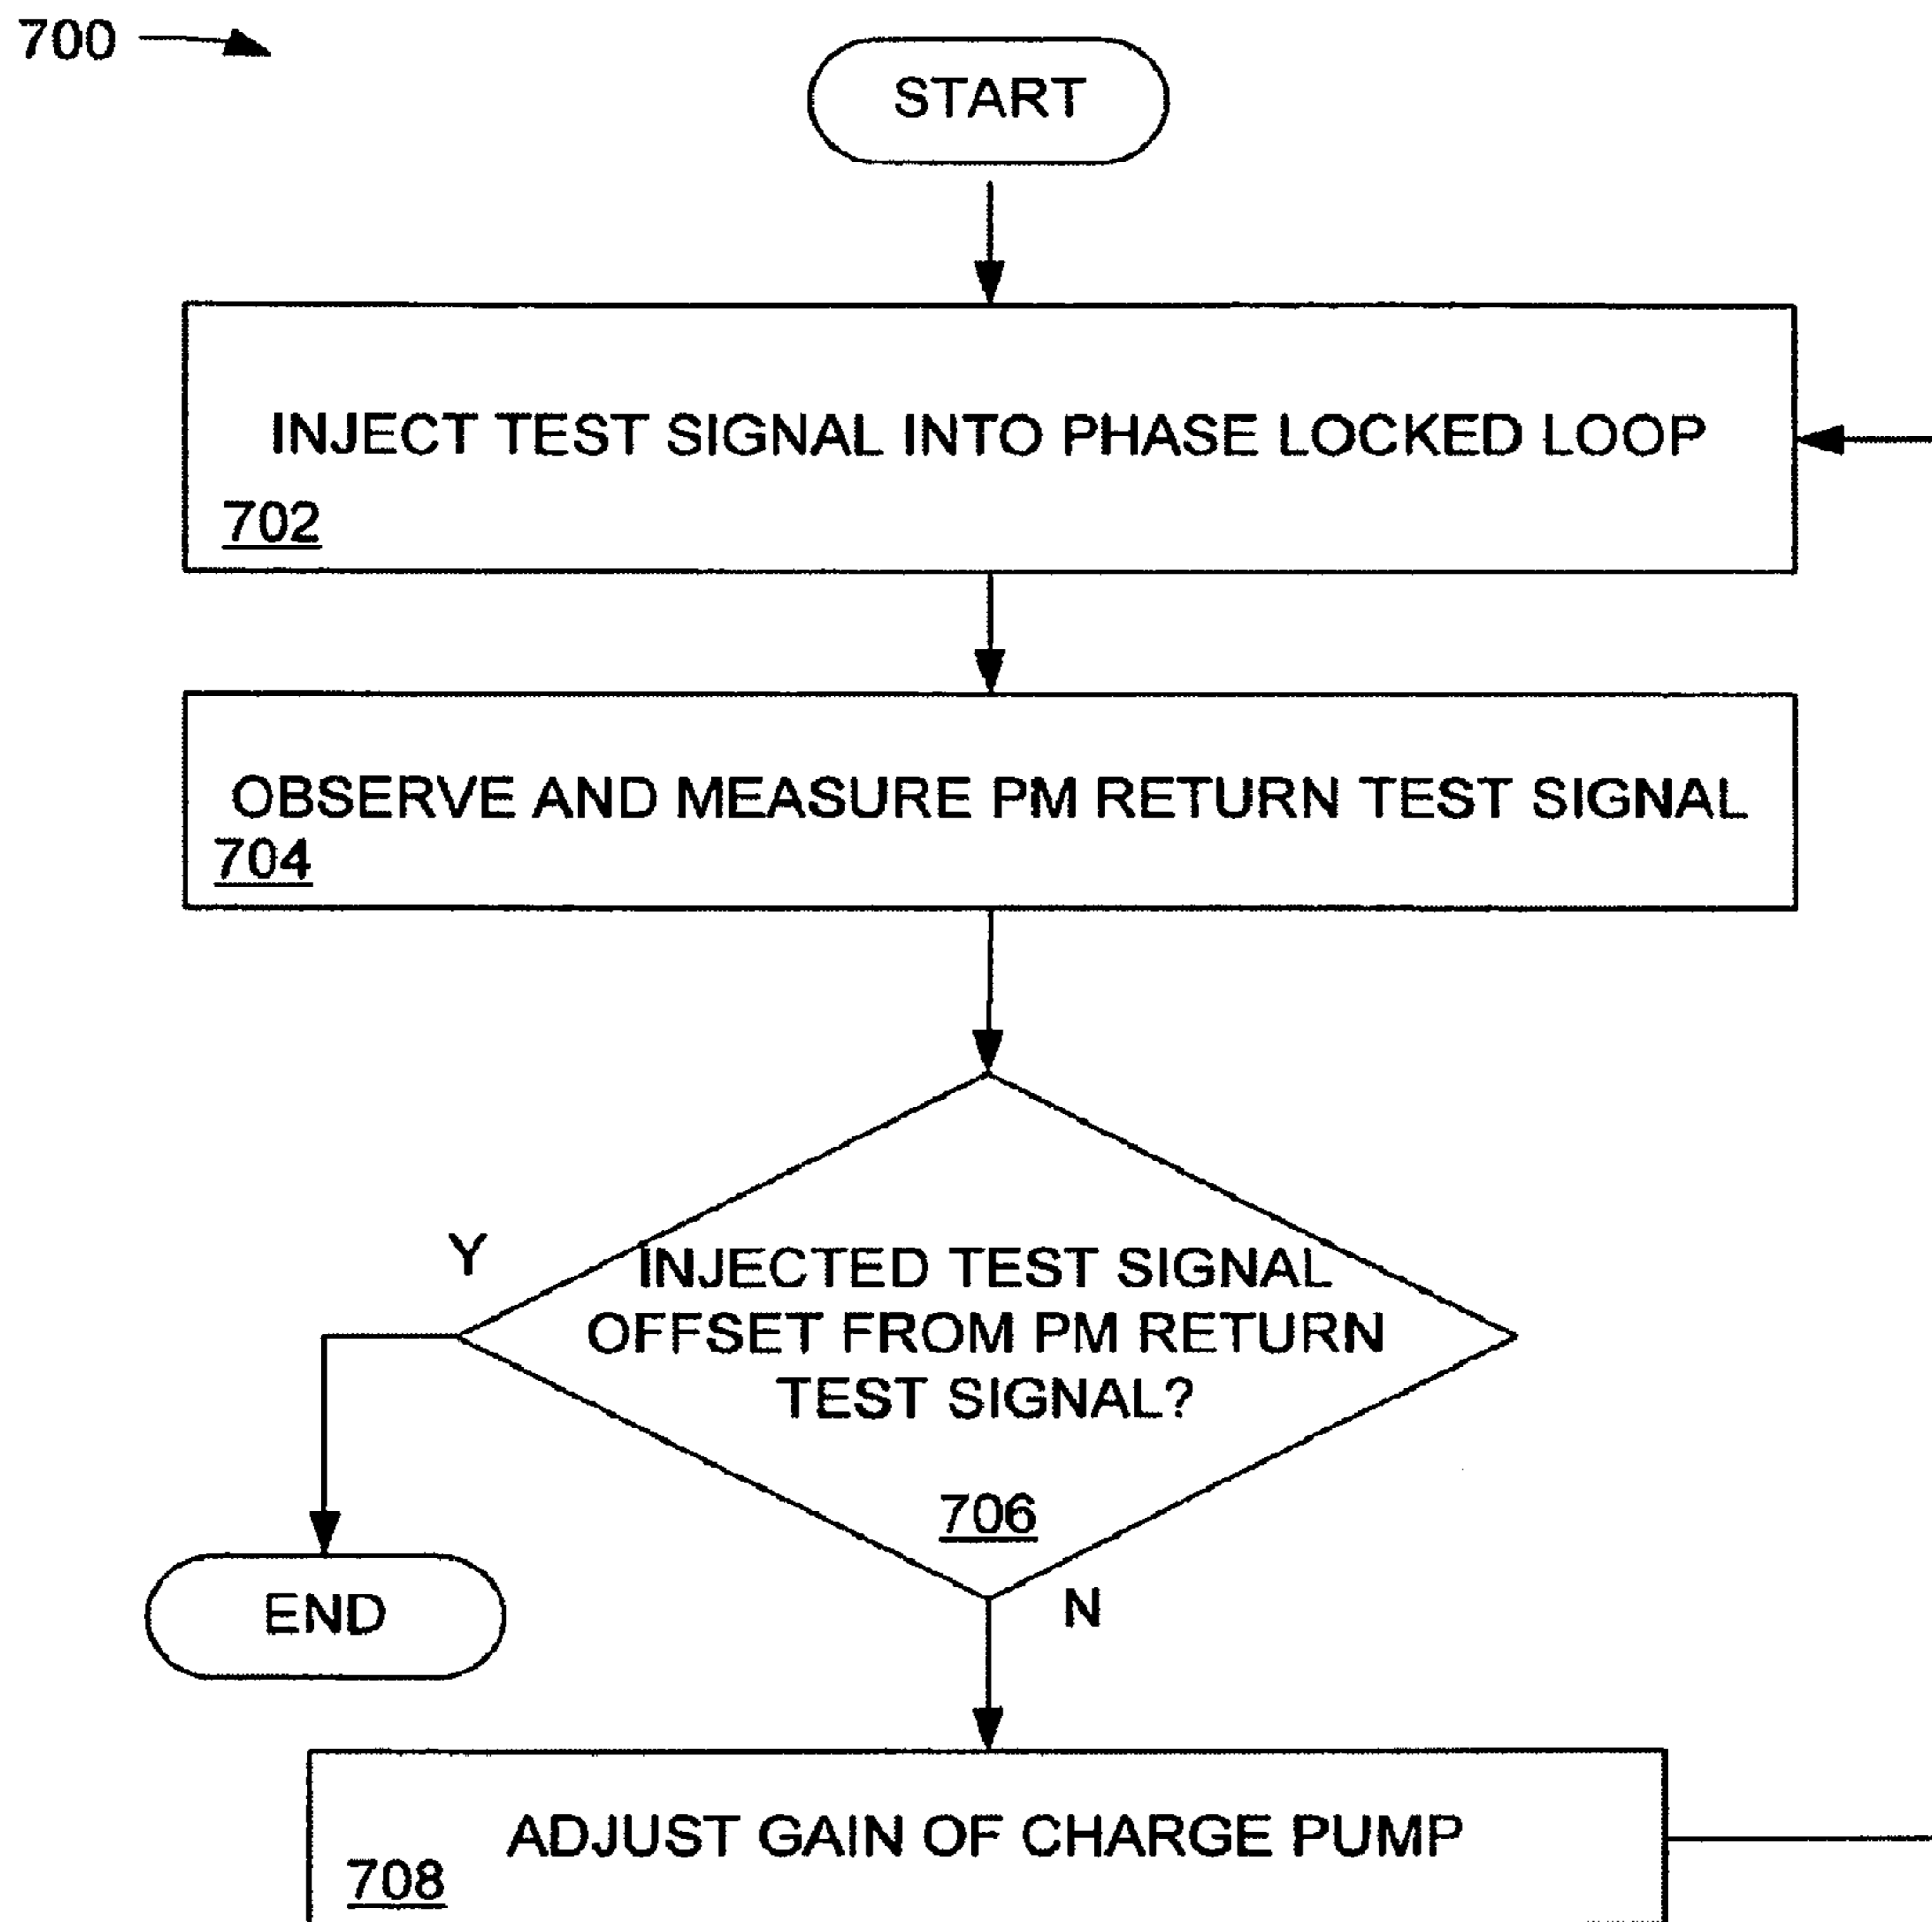 700
START
INJECT TEST SIGNAL INTO PHASE LOCKED LOOP
702
OBSERVE AND MEASURE PM RETURN TEST SIGNAL
704
Y
INJECTED TEST SIGNAL
OFFSET FROM PM RETURN
TEST SIGNAL?
706
END
N
ADJUST GAIN OF CHARGE PUMP
708